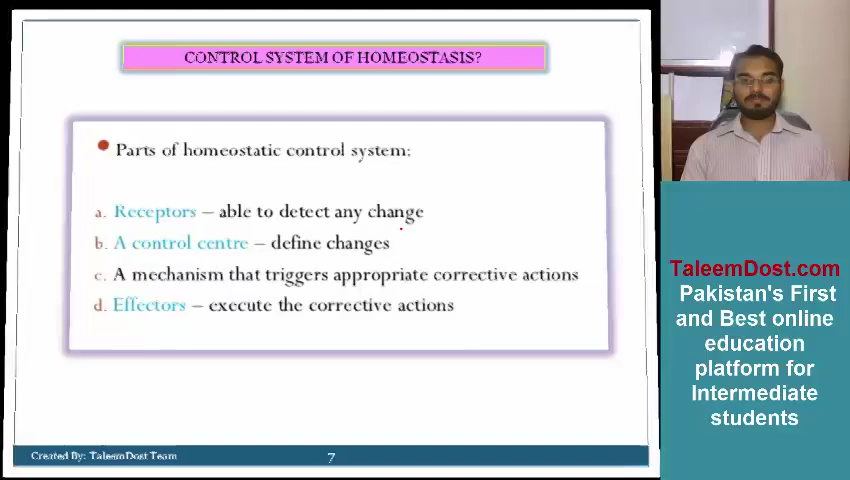 CONTROL SYSTEM OF HOMEOSTASIS?
Parts of homeostatic control system:
a. Receptors – able to detect any change
b. A control centre – define changes
c. A mechanism that triggers appropriate corrective actions
d. Effectors – execute the corrective actions
Created By: TaleemDost Team
7
TaleemDost.com
Pakistan's First
and Best online
education
platform for
Intermediate
students